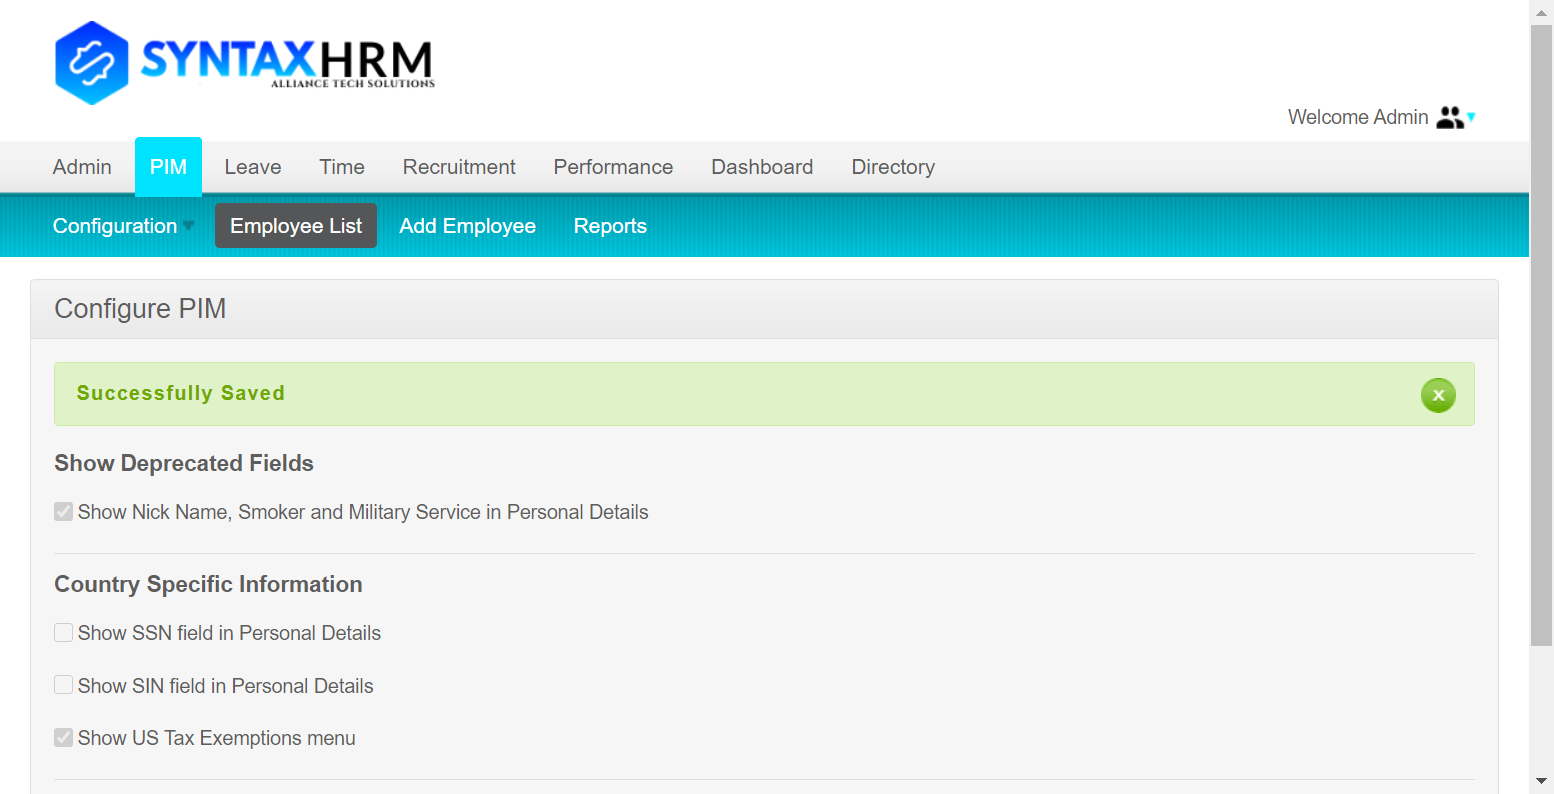 SYNTAXHRM
ALLIANCE TECH SOLUTIONS
Welcome Admin
Admin PIM Leave Time Recruitment Performance Dashboard Directory
Configuration Employee List Add Employee Reports
Configure PIM
Successfully Saved x
Show Deprecated Fields
Show Nick Name, Smoker and Military Service in Personal Details
Country Specific Information
Show SSN field in Personal Details
Show SIN field in Personal Details
Show US Tax Exemptions menu